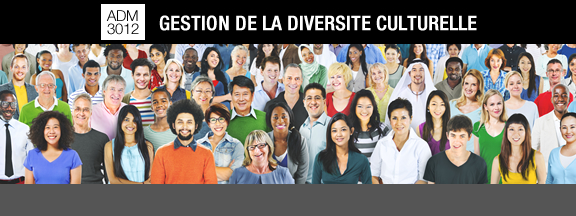 ADM
3012
GESTION DE LA DIVERSITE CULTURELLE